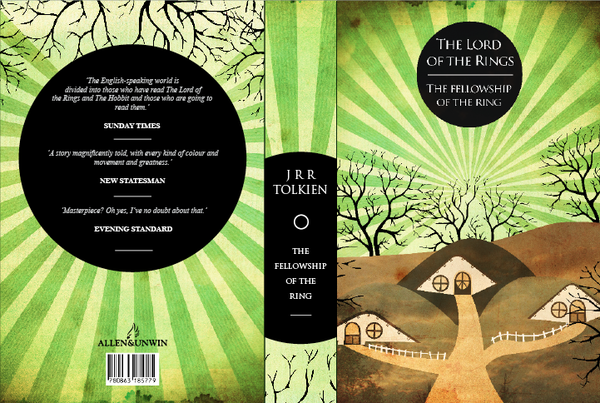 'The English-speaking world is
divided into those who have read The Lord of
the Rings and The Hobbit and those who are going to
read them.'
SUNDAY TIMES
'A story magnificently told, with every kind of colour and
movement and greatness.'
NEW STATESMAN
'Masterpiece? Oh yes, I've no doubt about that.'
EVENING STANDARD
ALLEN&UNWIN
780863 185779
J R R
TOLKIEN
THE
FELLOWSHIP
OF THE
RING
THE LORD
OF THE RINGS
THE FELLOWSHIP
OF THE RING